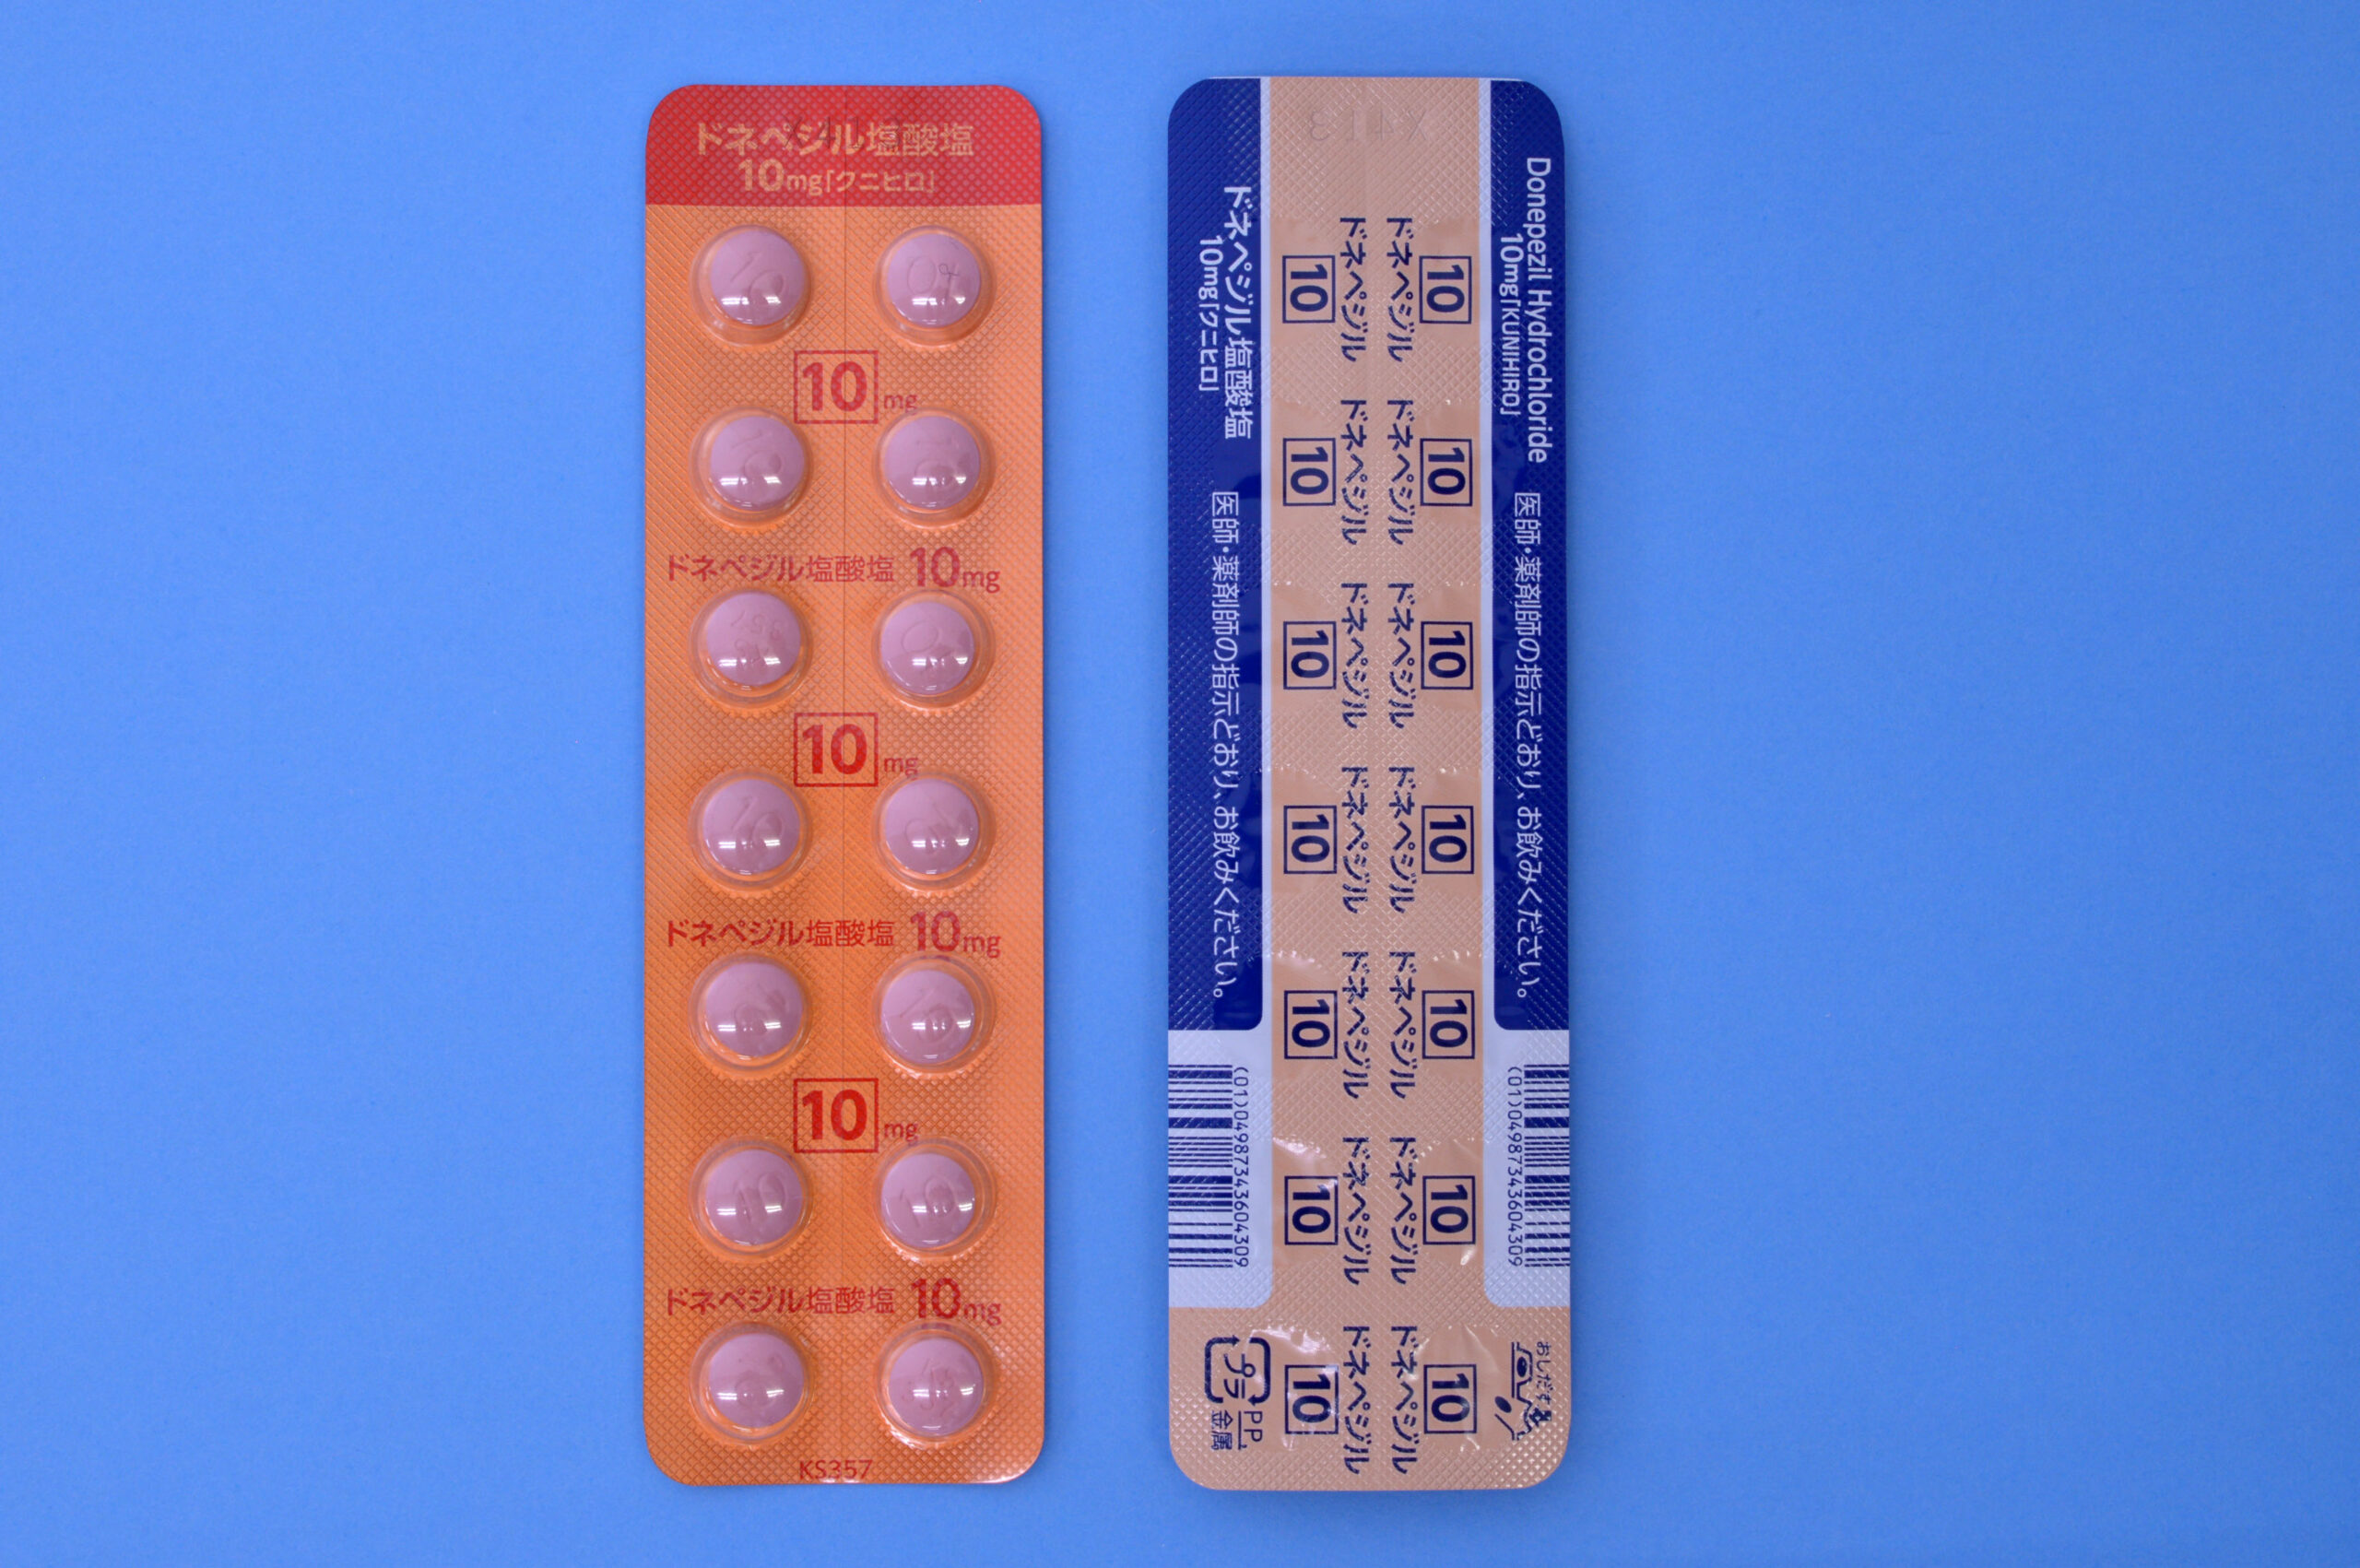 ドネペジル塩酸塩
10mg「クニヒロ」
10mg
ドネペジル塩酸塩 10mg
10mg
ドネペジル塩酸塩 10mg
10mg
ドネペジル塩酸塩 10mg
KS357
X413
Donepezil Hydrochloride
10mg「KUNIHIRO」
医師・薬剤師の指示どおり、お飲みください。
(01)04987343604309
おしだす
10 ドネペジル ドネペジル 10
10 ドネペジル ドネペジル 10
10 ドネペジル ドネペジル 10
10 ドネペジル ドネペジル 10
10 ドネペジル ドネペジル 10
10 ドネペジル ドネペジル 10
10 ドネペジル ドネペジル 10
ドネペジル塩酸塩
10mg「クニヒロ」
医師・薬剤師の指示どおり、お飲みください。
(01)04987343604309
プラ
PP,
金属